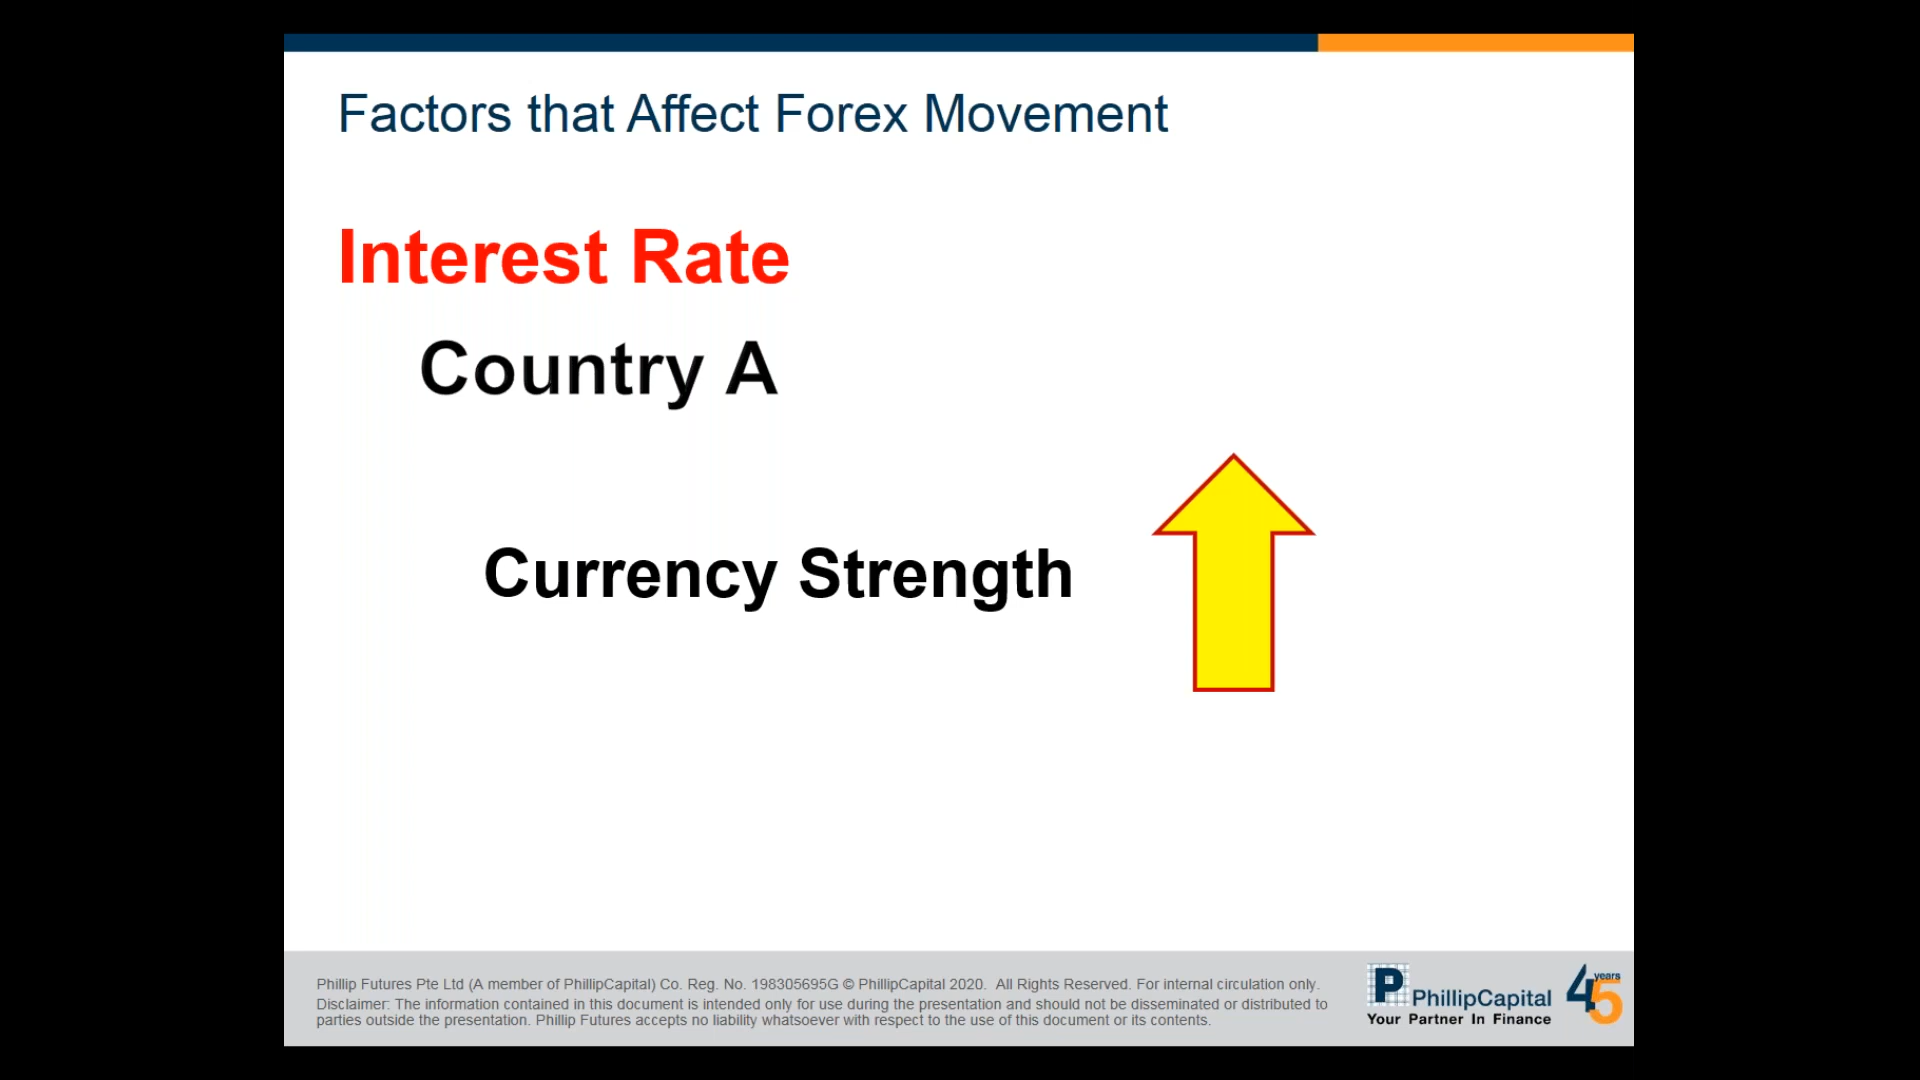 Factors that Affect Forex Movement
Interest Rate
Country A
Currency Strength
Phillip Futures Pte Ltd (A member of PhillipCapital) Co. Reg. No. 198305695G © PhillipCapital 2020.  All Rights Reserved. For internal circulation only.
Disclaimer: The information contained in this document is intended only for use during the presentation and should not be disseminated or distributed to
parties outside the presentation. Phillip Futures accepts no liability whatsoever with respect to the use of this document or its contents.
P PhillipCapital
Your Partner In Finance
45 years